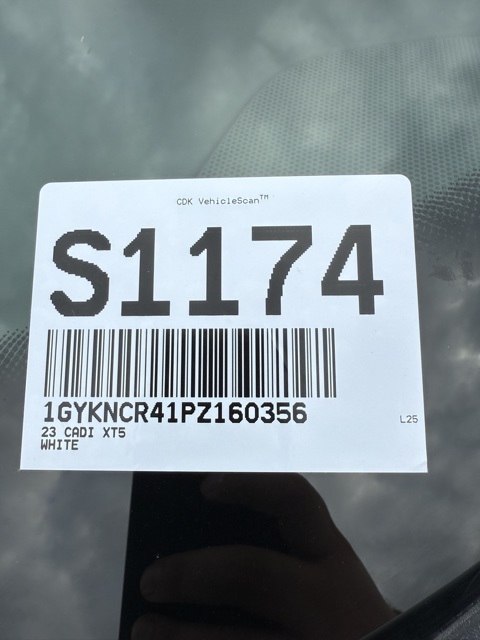 CDK VehicleScan™
S1174
1GYKNCR41PZ160356
L25
23 CADI XT5
WHITE